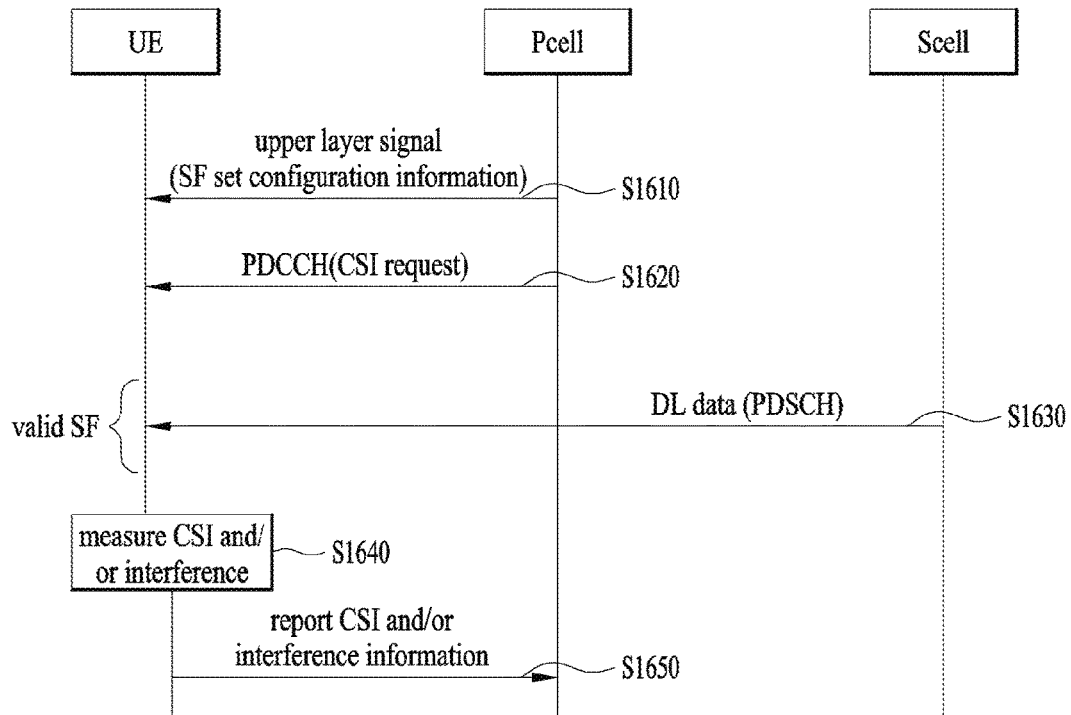 UE
Pcell
Scell
upper layer signal
(SF set configuration information)
S1610
PDCCH(CSI request)
S1620
valid SF
DL data (PDSCH)
S1630
measure CSI and/
or interference
S1640
report CSI and/or
interference information
S1650